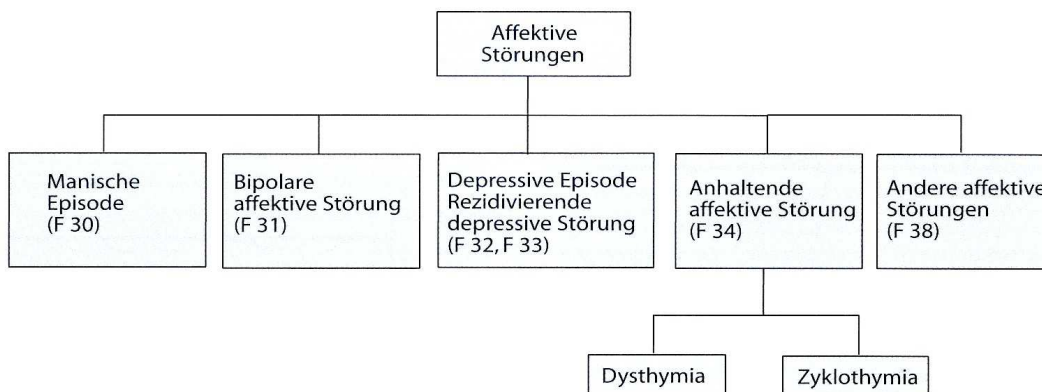 Affektive
Störungen
Manische
Episode
(F 30)
Bipolare
affektive Störung
(F 31)
Depressive Episode
Rezidivierende
depressive Störung
(F 32, F 33)
Anhaltende
affektive Störung
(F 34)
Andere affektive
Störungen
(F 38)
Dysthymia
Zyklothymia